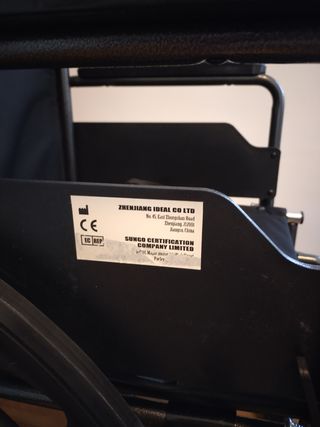 ZHENJIANG IDEAL CO LTD
No. 45, East Zhongshan Road
Zhenjiang
Jiangsu, China
CE
EC REP
SUNGO CERTIFICATION
COMPANY LIMITED